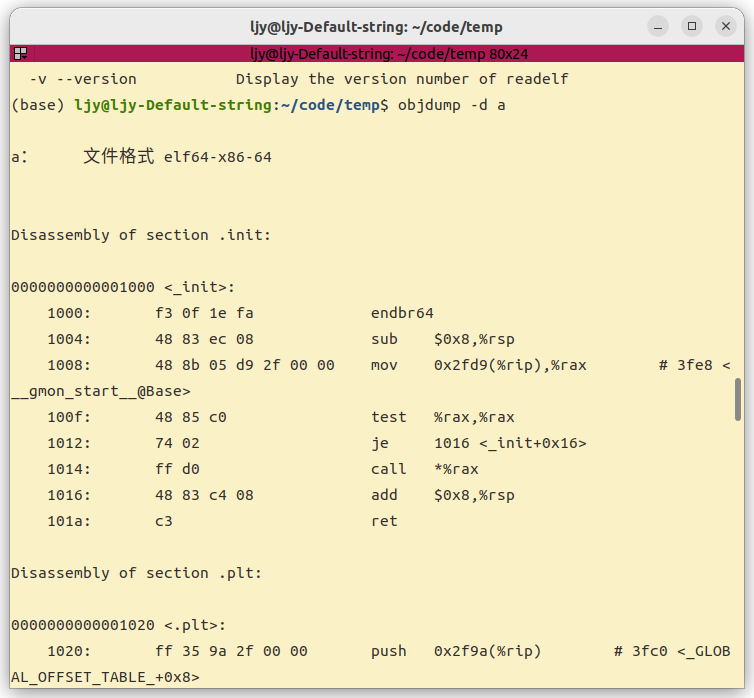 ljy@ljy-Default-string: ~/code/temp
ljy@ljy-Default-string: ~/code/temp 80x24
  -v --version           Display the version number of readelf
(base) ljy@ljy-Default-string:~/code/temp$ objdump -d a
a：     文件格式 elf64-x86-64
Disassembly of section .init:
0000000000001000 <_init>:
    1000:       f3 0f 1e fa             endbr64
    1004:       48 83 ec 08             sub    $0x8,%rsp
    1008:       48 8b 05 d9 2f 00 00    mov    0x2fd9(%rip),%rax        # 3fe8 <
__gmon_start__@Base>
    100f:       48 85 c0                test   %rax,%rax
    1012:       74 02                   je     1016 <_init+0x16>
    1014:       ff d0                   call   *%rax
    1016:       48 83 c4 08             add    $0x8,%rsp
    101a:       c3                      ret
Disassembly of section .plt:
0000000000001020 <.plt>:
    1020:       ff 35 9a 2f 00 00       push   0x2f9a(%rip)        # 3fc0 <_GLOB
AL_OFFSET_TABLE_+0x8>